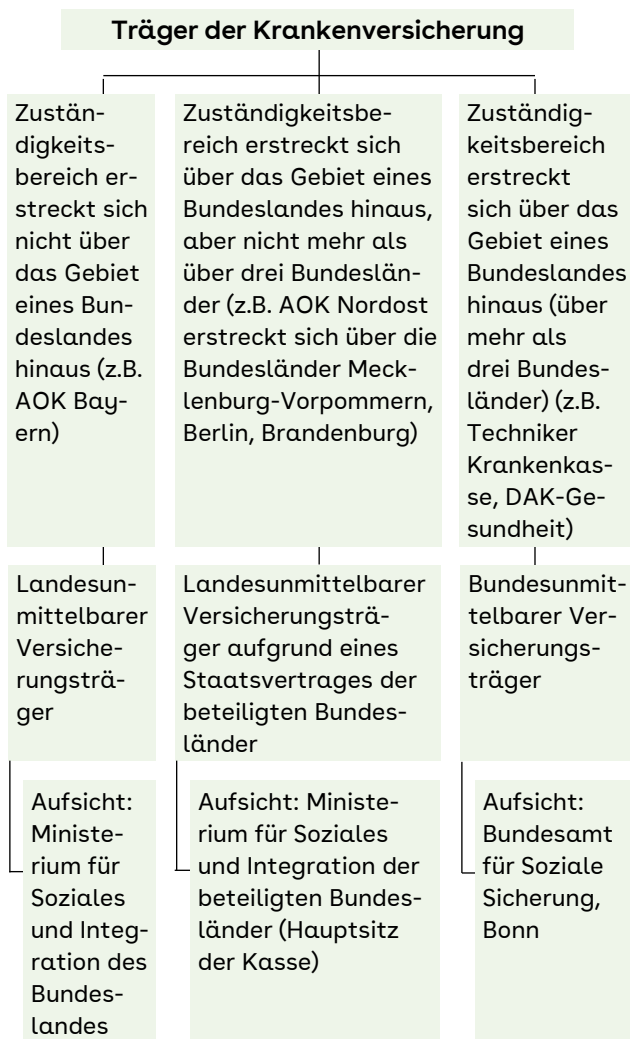 Träger der Krankenversicherung
Zustän-
digkeits-
bereich er-
streckt sich
nicht über
das Gebiet
eines Bun-
deslandes
hinaus (z.B.
AOK Bay-
ern)
Zuständigkeitsbe-
reich erstreckt sich
über das Gebiet eines
Bundeslandes hinaus,
aber nicht mehr als
über drei Bundeslän-
der (z.B. AOK Nordost
erstreckt sich über die
Bundesländer Meck-
lenburg-Vorpommern,
Berlin, Brandenburg)
Zuständig-
keitsbereich
erstreckt
sich über das
Gebiet eines
Bundeslandes
hinaus (über
mehr als
drei Bundes-
länder) (z.B.
Techniker
Krankenkas-
se, DAK-Ge-
sundheit)
Landesun-
mittelbarer
Versiche-
rungsträ-
ger
Landesunmittelbarer
Versicherungsträ-
ger aufgrund eines
Staatsvertrages der
beteiligten Bundes-
länder
Bundesunmit-
telbarer Ver-
sicherungs-
träger
Aufsicht:
Ministe-
rium für
Soziales
und Integ-
ration des
Bundes-
landes
Aufsicht: Ministe-
rium für Soziales
und Integration der
beteiligten Bundes-
länder (Hauptsitz
der Kasse)
Aufsicht:
Bundesamt
für Soziale
Sicherung,
Bonn